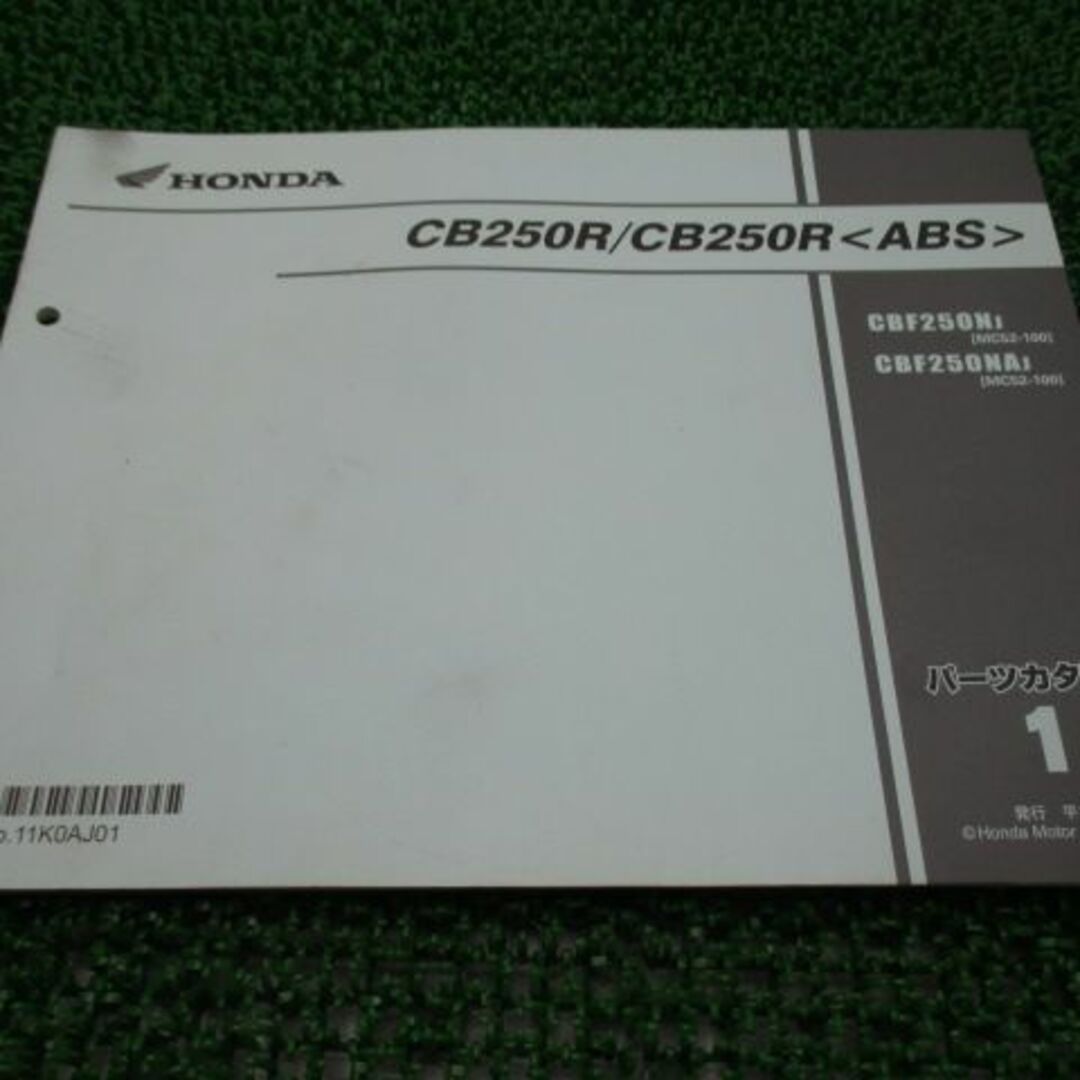 HONDA
CB250R/CB250R<ABS>
CBF250NJ
[MC52-100]
CBF250NAJ
[MC52-100]
パーツカタ
1
発行 平
©Honda Motor
o.11K0AJ01